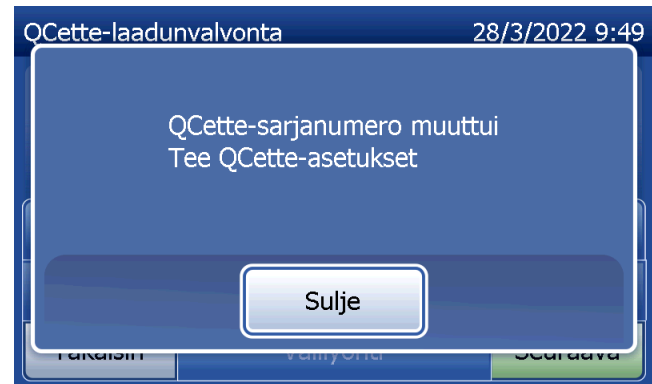 QCette-laadunvalvonta 28/3/2022 9:49
QCette-sarjanumero muuttui
Tee QCette-asetukset
Sulje